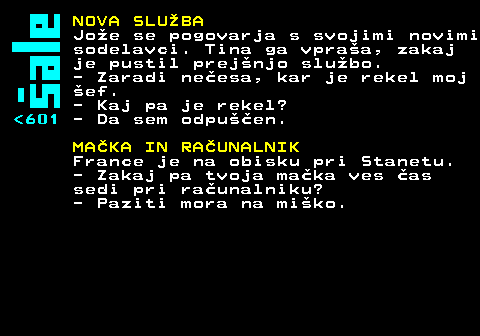 šale
<601
NOVA SLUŽBA
Jože se pogovarja s svojimi novimi
sodelavci. Tina ga vpraša, zakaj
je pustil prejšnjo službo.
- Zaradi nečesa, kar je rekel moj
šef.
- Kaj pa je rekel?
- Da sem odpuščen.
MAČKA IN RAČUNALNIK
France je na obisku pri Stanetu.
- Zakaj pa tvoja mačka ves čas
sedi pri računalniku?
- Paziti mora na miško.